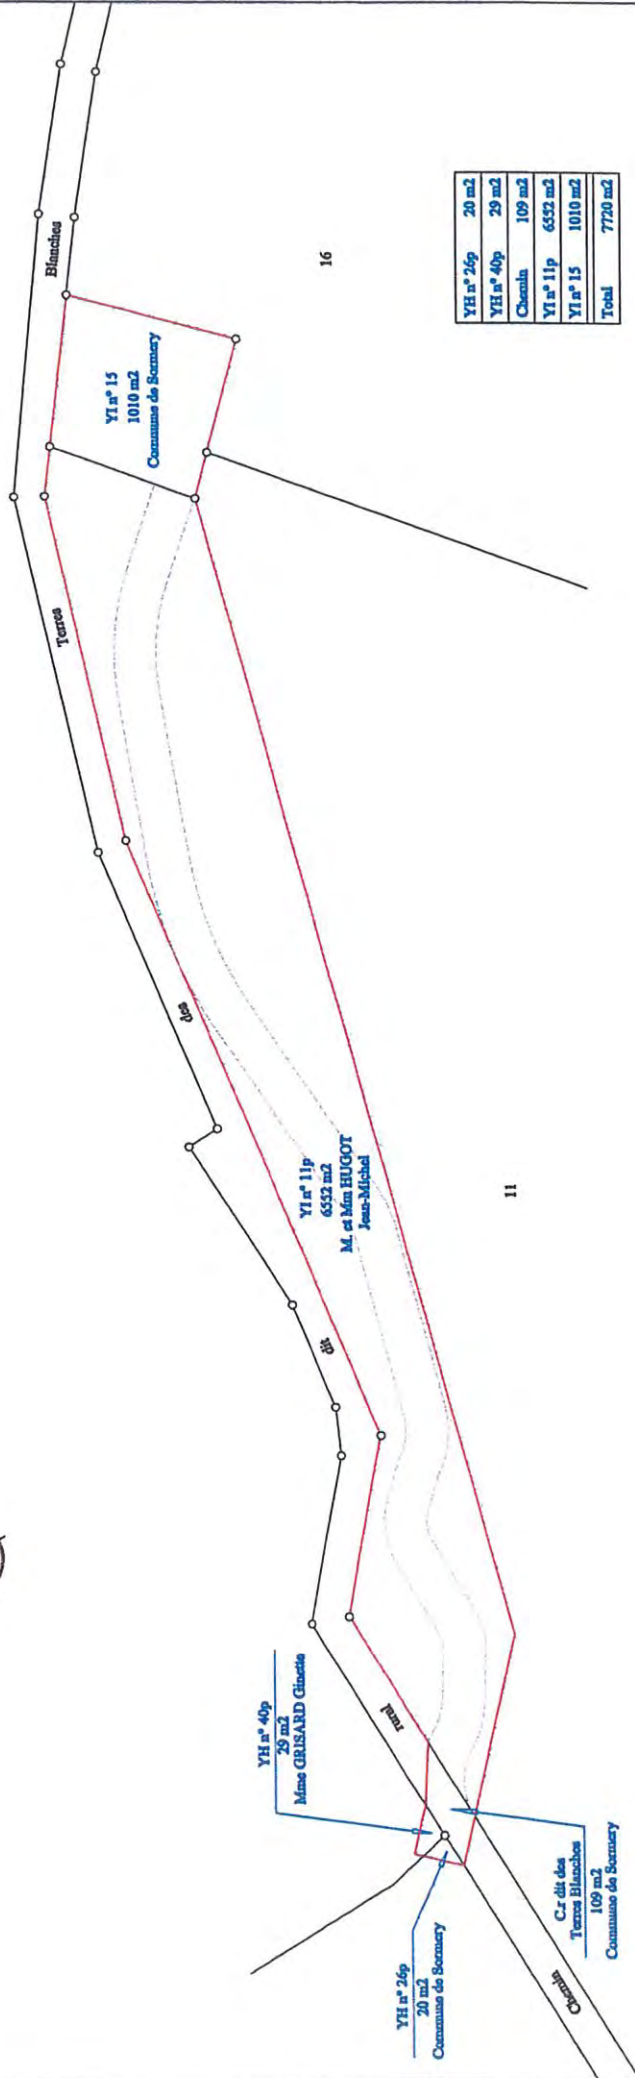 YH n° 40p
29 m2
Mme GRISARD Ginette
YH n° 26p
20 m2
Commune de Sormery
C.r dit des
Terres Blanches
109 m2
Commune de Sormery
Chemin
rural
dit
des
Terres
Blanches
YI n° 11p
6552 m2
M. et Mm HUGOT
Jean-Michel
YI n° 15
1010 m2
Commune de Sormery
11
16
YH n° 26p 20 m2
YH n° 40p 29 m2
Chemin 109 m2
YI n° 11p 6552 m2
YI n° 15 1010 m2
Total 7720 m2